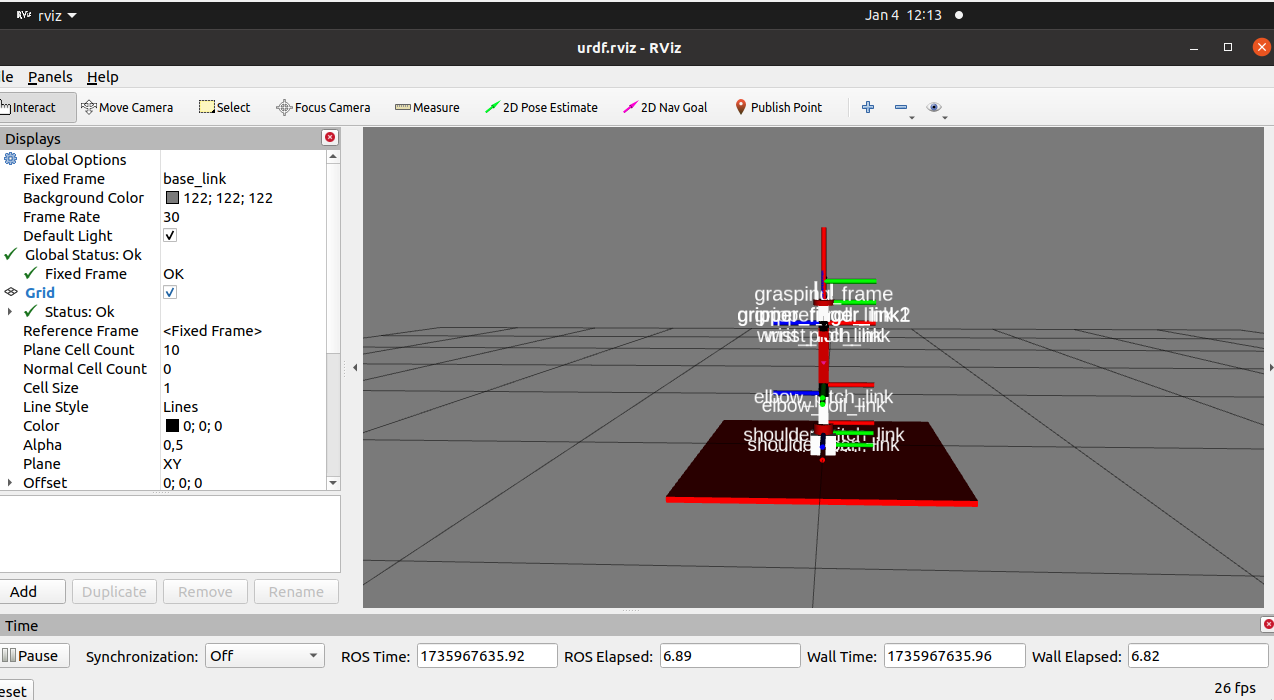 RViz rviz
Jan 4 12:13
urdf.rviz - RViz
le Panels Help
Interact Move Camera Select Focus Camera Measure 2D Pose Estimate 2D Nav Goal Publish Point
Displays
Global Options
Fixed Frame base_link
Background Color 122; 122; 122
Frame Rate 30
Default Light
Global Status: Ok
Fixed Frame OK
Grid
Status: Ok
Reference Frame <Fixed Frame>
Plane Cell Count 10
Normal Cell Count 0
Cell Size 1
Line Style Lines
Color 0; 0; 0
Alpha 0,5
Plane XY
Offset 0; 0; 0
grasping_frame
elbow_pitch_link
elbow_roll_link
shoulder_pitch_link
Add Duplicate Remove Rename
Time
Pause Synchronization: Off ROS Time: 1735967635.92 ROS Elapsed: 6.89 Wall Time: 1735967635.96 Wall Elapsed: 6.82
eset 26 fps